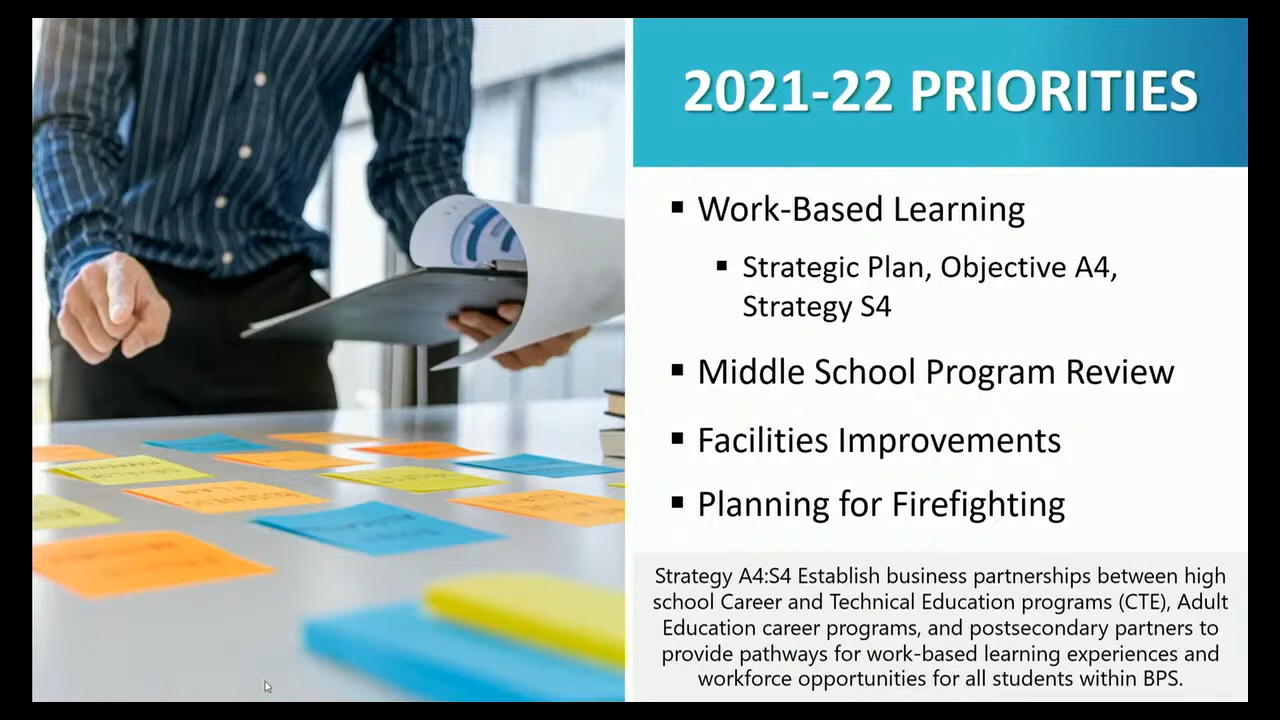 2021-22 PRIORITIES
Work-Based Learning
Strategic Plan, Objective A4,
Strategy S4
Middle School Program Review
Facilities Improvements
Planning for Firefighting
Strategy A4:S4 Establish business partnerships between high
school Career and Technical Education programs (CTE), Adult
Education career programs, and postsecondary partners to
provide pathways for work-based learning experiences and
workforce opportunities for all students within BPS.